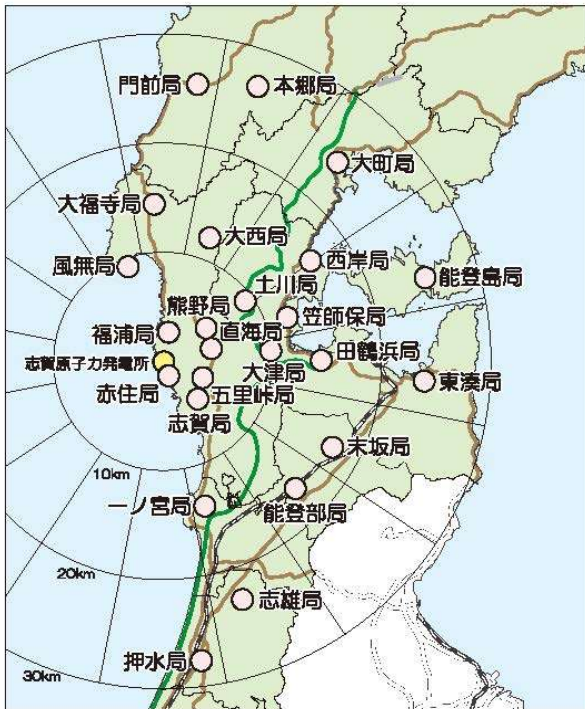 門前局
本郷局
大町局
大福寺局
大西局
西岸局
風無局
能登島局
土川局
熊野局
笠師保局
福浦局
直海局
志賀原子力発電所
田鶴浜局
大津局
赤住局
東湊局
五里峠局
志賀局
末坂局
10km
一ノ宮局
能登部局
20km
志雄局
押水局
30km